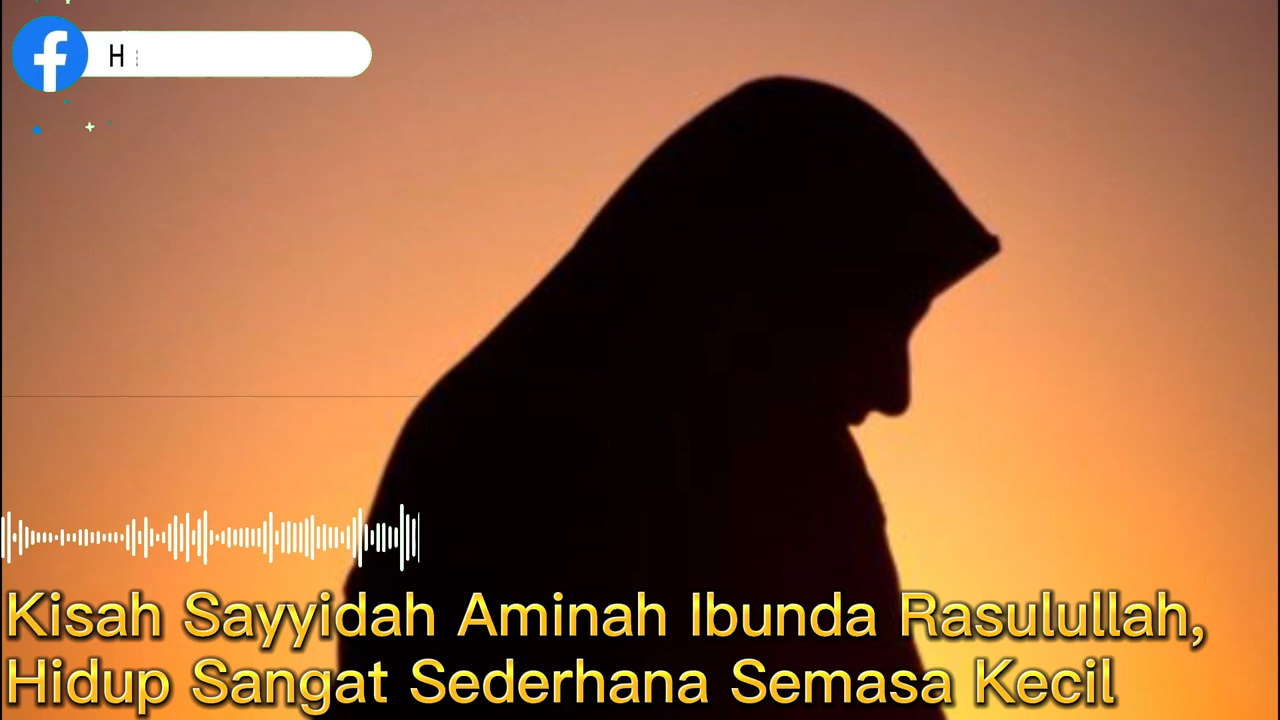 H
Kisah Sayyidah Aminah Ibunda Rasulullah,
Hidup Sangat Sederhana Semasa Kecil